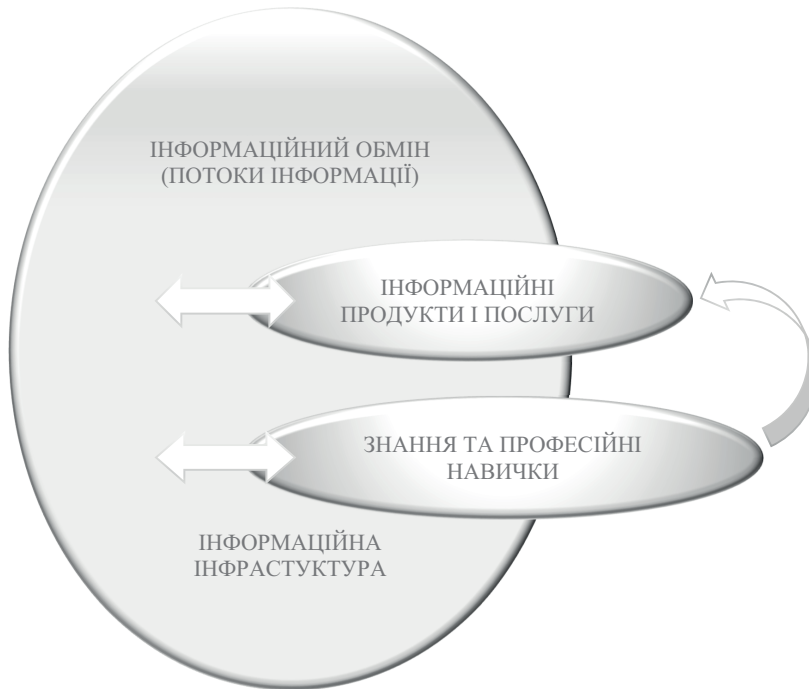 ІНФОРМАЦІЙНИЙ ОБМІН
(ПОТОКИ ІНФОРМАЦІЇ)
ІНФОРМАЦІЙНІ
ПРОДУКТИ І ПОСЛУГИ
ЗНАННЯ ТА ПРОФЕСІЙНІ
НАВИЧКИ
ІНФОРМАЦІЙНА
ІНФРАСТУКТУРА